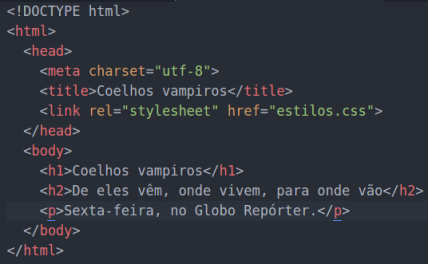 <!DOCTYPE html>
<html>
  <head>
    <meta charset="utf-8">
    <title>Coelhos vampiros</title>
    <link rel="stylesheet" href="estilos.css">
  </head>
  <body>
    <h1>Coelhos vampiros</h1>
    <h2>De eles vêm, onde vivem, para onde vão</h2>
    <p>Sexta-feira, no Globo Repórter.</p>
  </body>
</html>